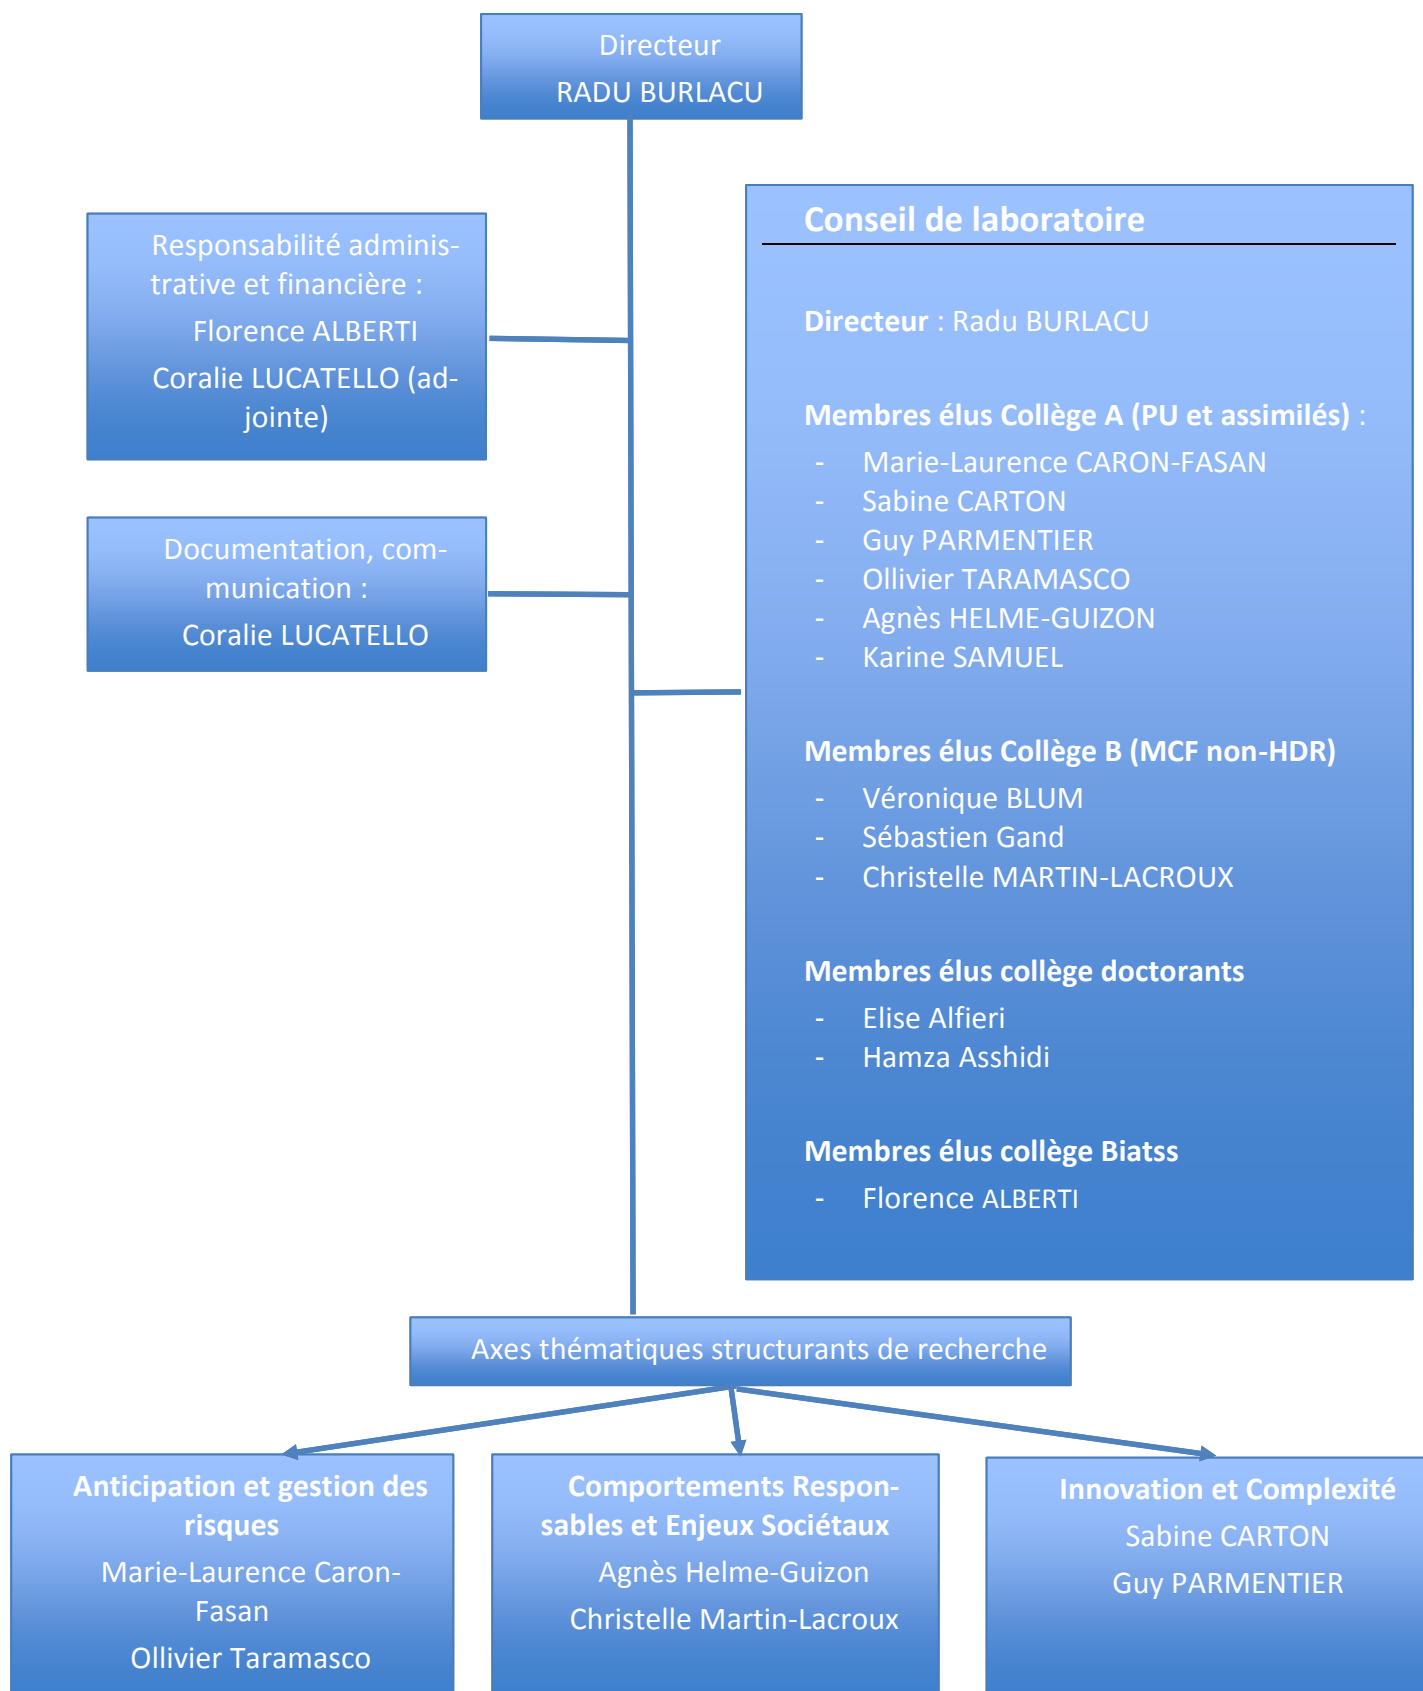 Directeur
RADU BURLACU
Responsabilité adminis-
trative et financière :
Florence ALBERTI
Coralie LUCATELLO (ad-
jointe)
Documentation, com-
munication :
Coralie LUCATELLO
Conseil de laboratoire
Directeur : Radu BURLACU
Membres élus Collège A (PU et assimilés) :
- Marie-Laurence CARON-FASAN
- Sabine CARTON
- Guy PARMENTIER
- Ollivier TARAMASCO
- Agnès HELME-GUIZON
- Karine SAMUEL
Membres élus Collège B (MCF non-HDR)
- Véronique BLUM
- Sébastien Gand
- Christelle MARTIN-LACROUX
Membres élus collège doctorants
- Elise Alfieri
- Hamza Asshidi
Membres élus collège Biatss
- Florence ALBERTI
Axes thématiques structurants de recherche
Anticipation et gestion des
risques
Marie-Laurence Caron-
Fasan
Ollivier Taramasco
Comportements Respon-
sables et Enjeux Sociétaux
Agnès Helme-Guizon
Christelle Martin-Lacroux
Innovation et Complexité
Sabine CARTON
Guy PARMENTIER